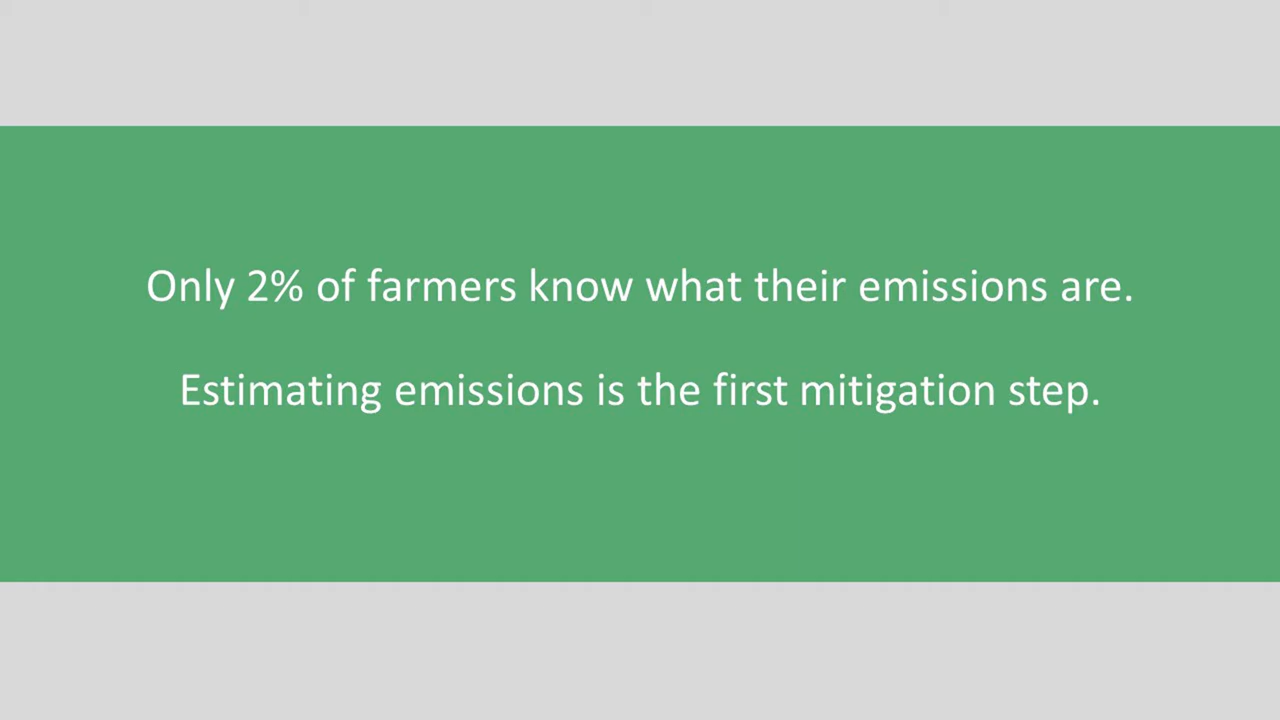 Only 2% of farmers know what their emissions are.
Estimating emissions is the first mitigation step.